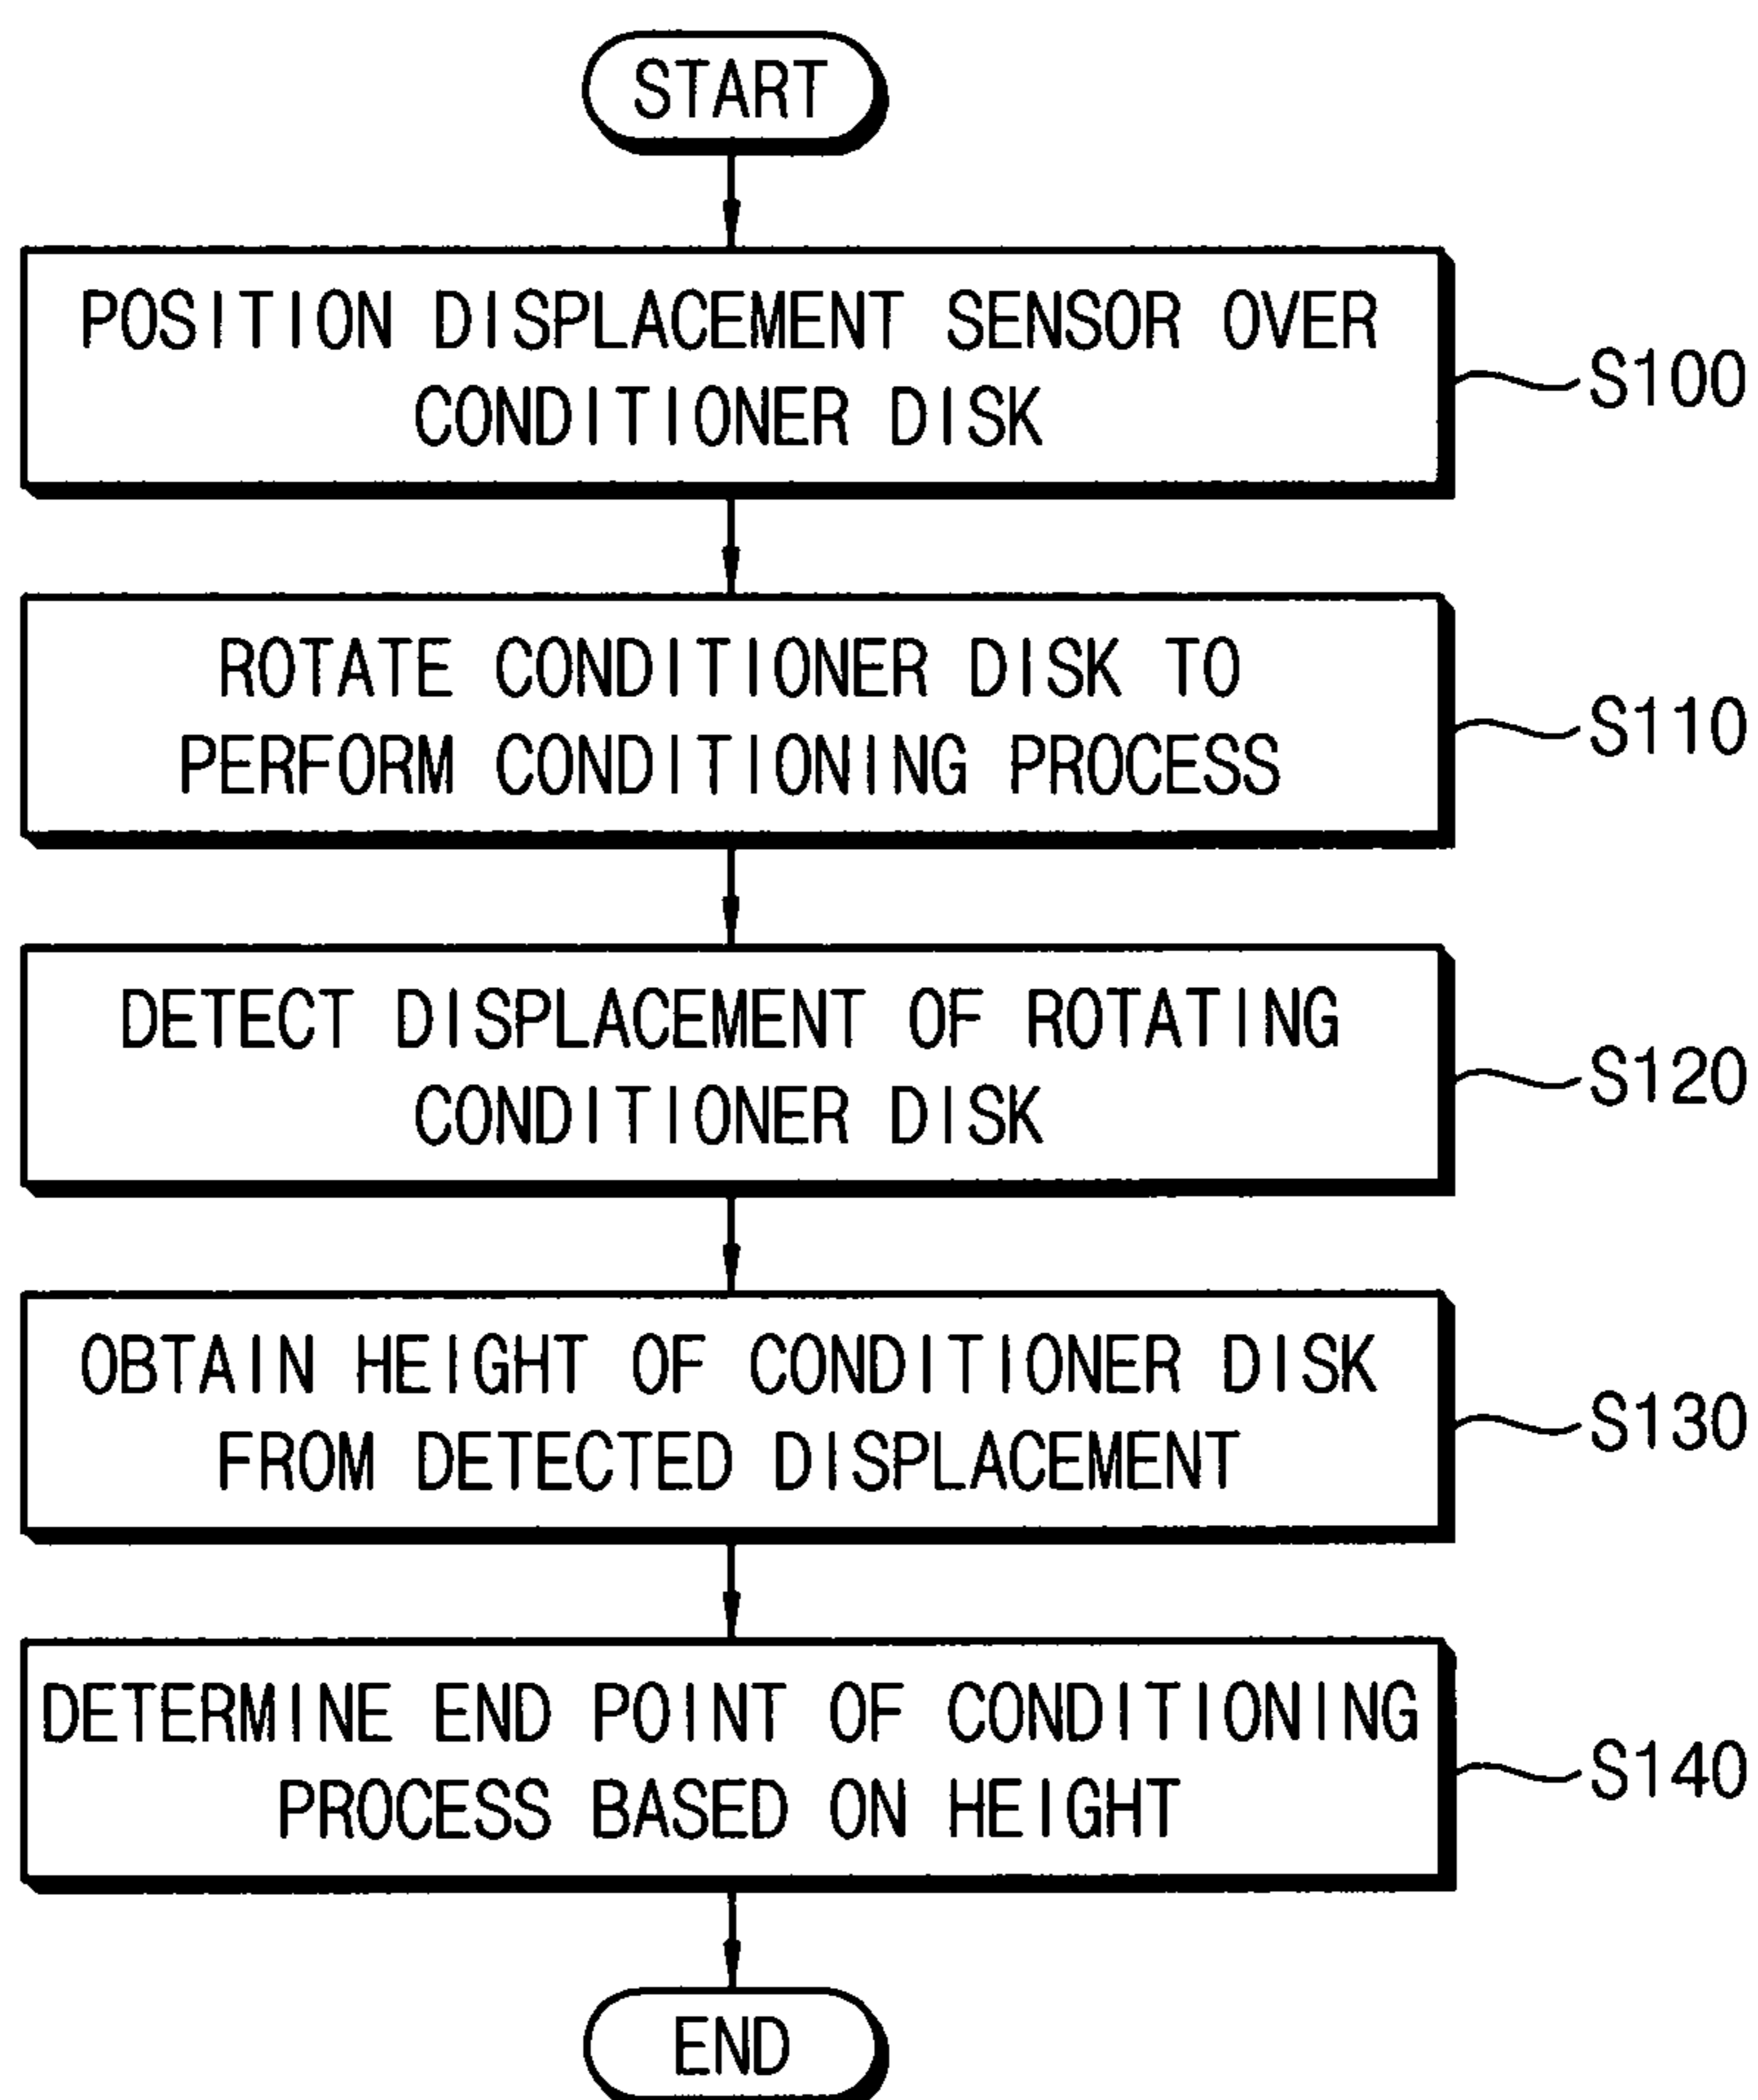 START
POSITION DISPLACEMENT SENSOR OVER
CONDITIONER DISK
S100
ROTATE CONDITIONER DISK TO
PERFORM CONDITIONING PROCESS
S110
DETECT DISPLACEMENT OF ROTATING
CONDITIONER DISK
S120
OBTAIN HEIGHT OF CONDITIONER DISK
FROM DETECTED DISPLACEMENT
S130
DETERMINE END POINT OF CONDITIONING
PROCESS BASED ON HEIGHT
S140
END